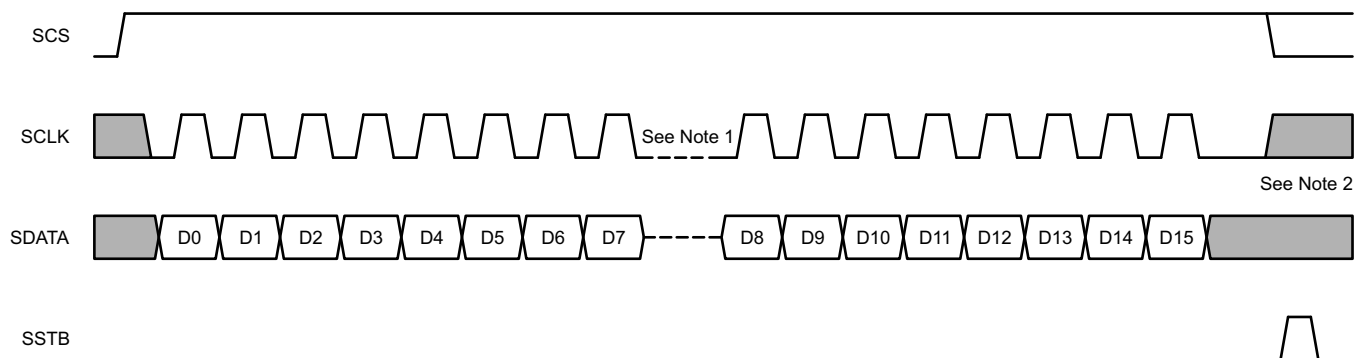 SCS
SCLK
See Note 1
See Note 2
SDATA
D0 D1 D2 D3 D4 D5 D6 D7 D8 D9 D10 D11 D12 D13 D14 D15
SSTB